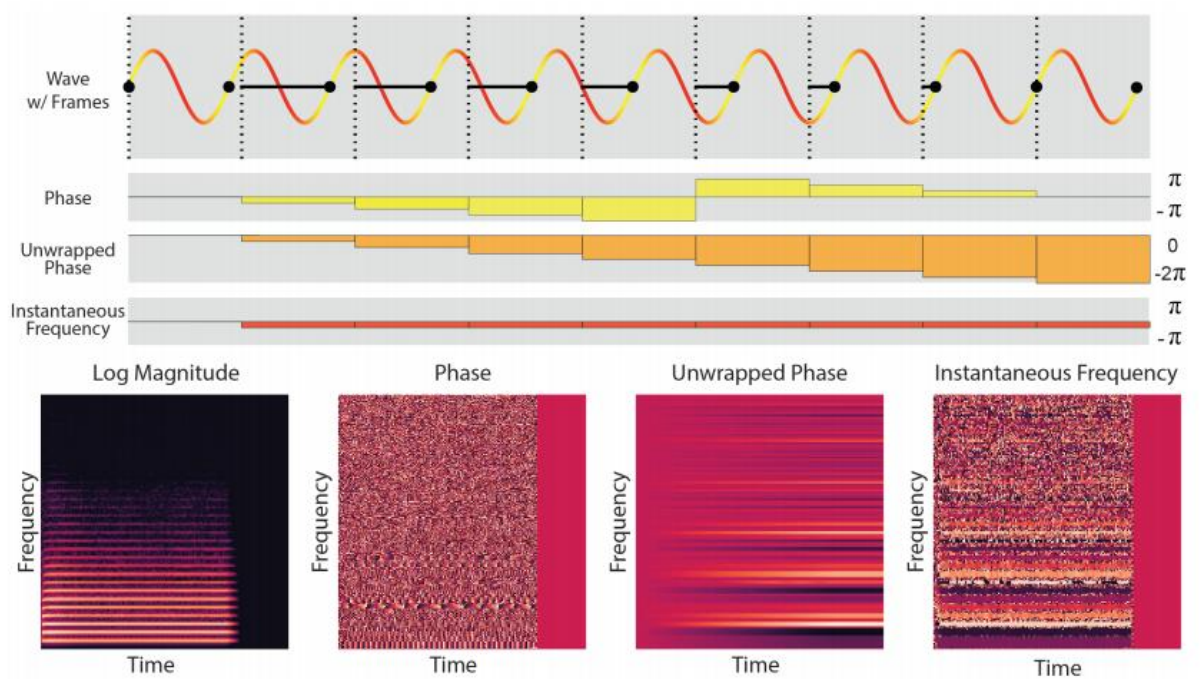 Wave
w/ Frames
Phase
π
- π
Unwrapped
Phase
0
-2π
Instantaneous
Frequency
π
- π
Log Magnitude
Phase
Unwrapped Phase
Instantaneous Frequency
Frequency
Frequency
Frequency
Frequency
Time
Time
Time
Time